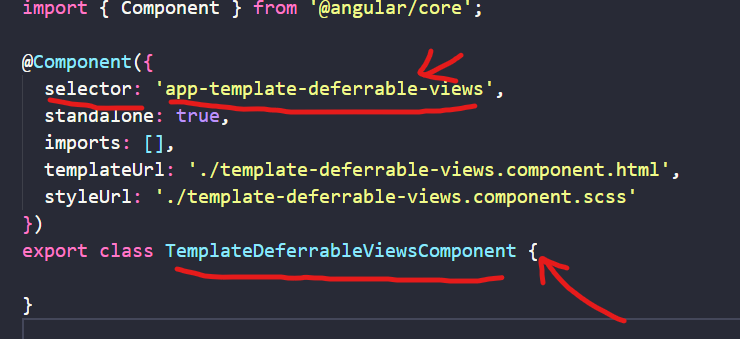 import { Component } from '@angular/core';
@Component({
selector: 'app-template-deferrable-views',
standalone: true,
imports: [],
templateUrl: './template-deferrable-views.component.html',
styleUrl: './template-deferrable-views.component.scss'
})
export class TemplateDeferrableViewsComponent {
}